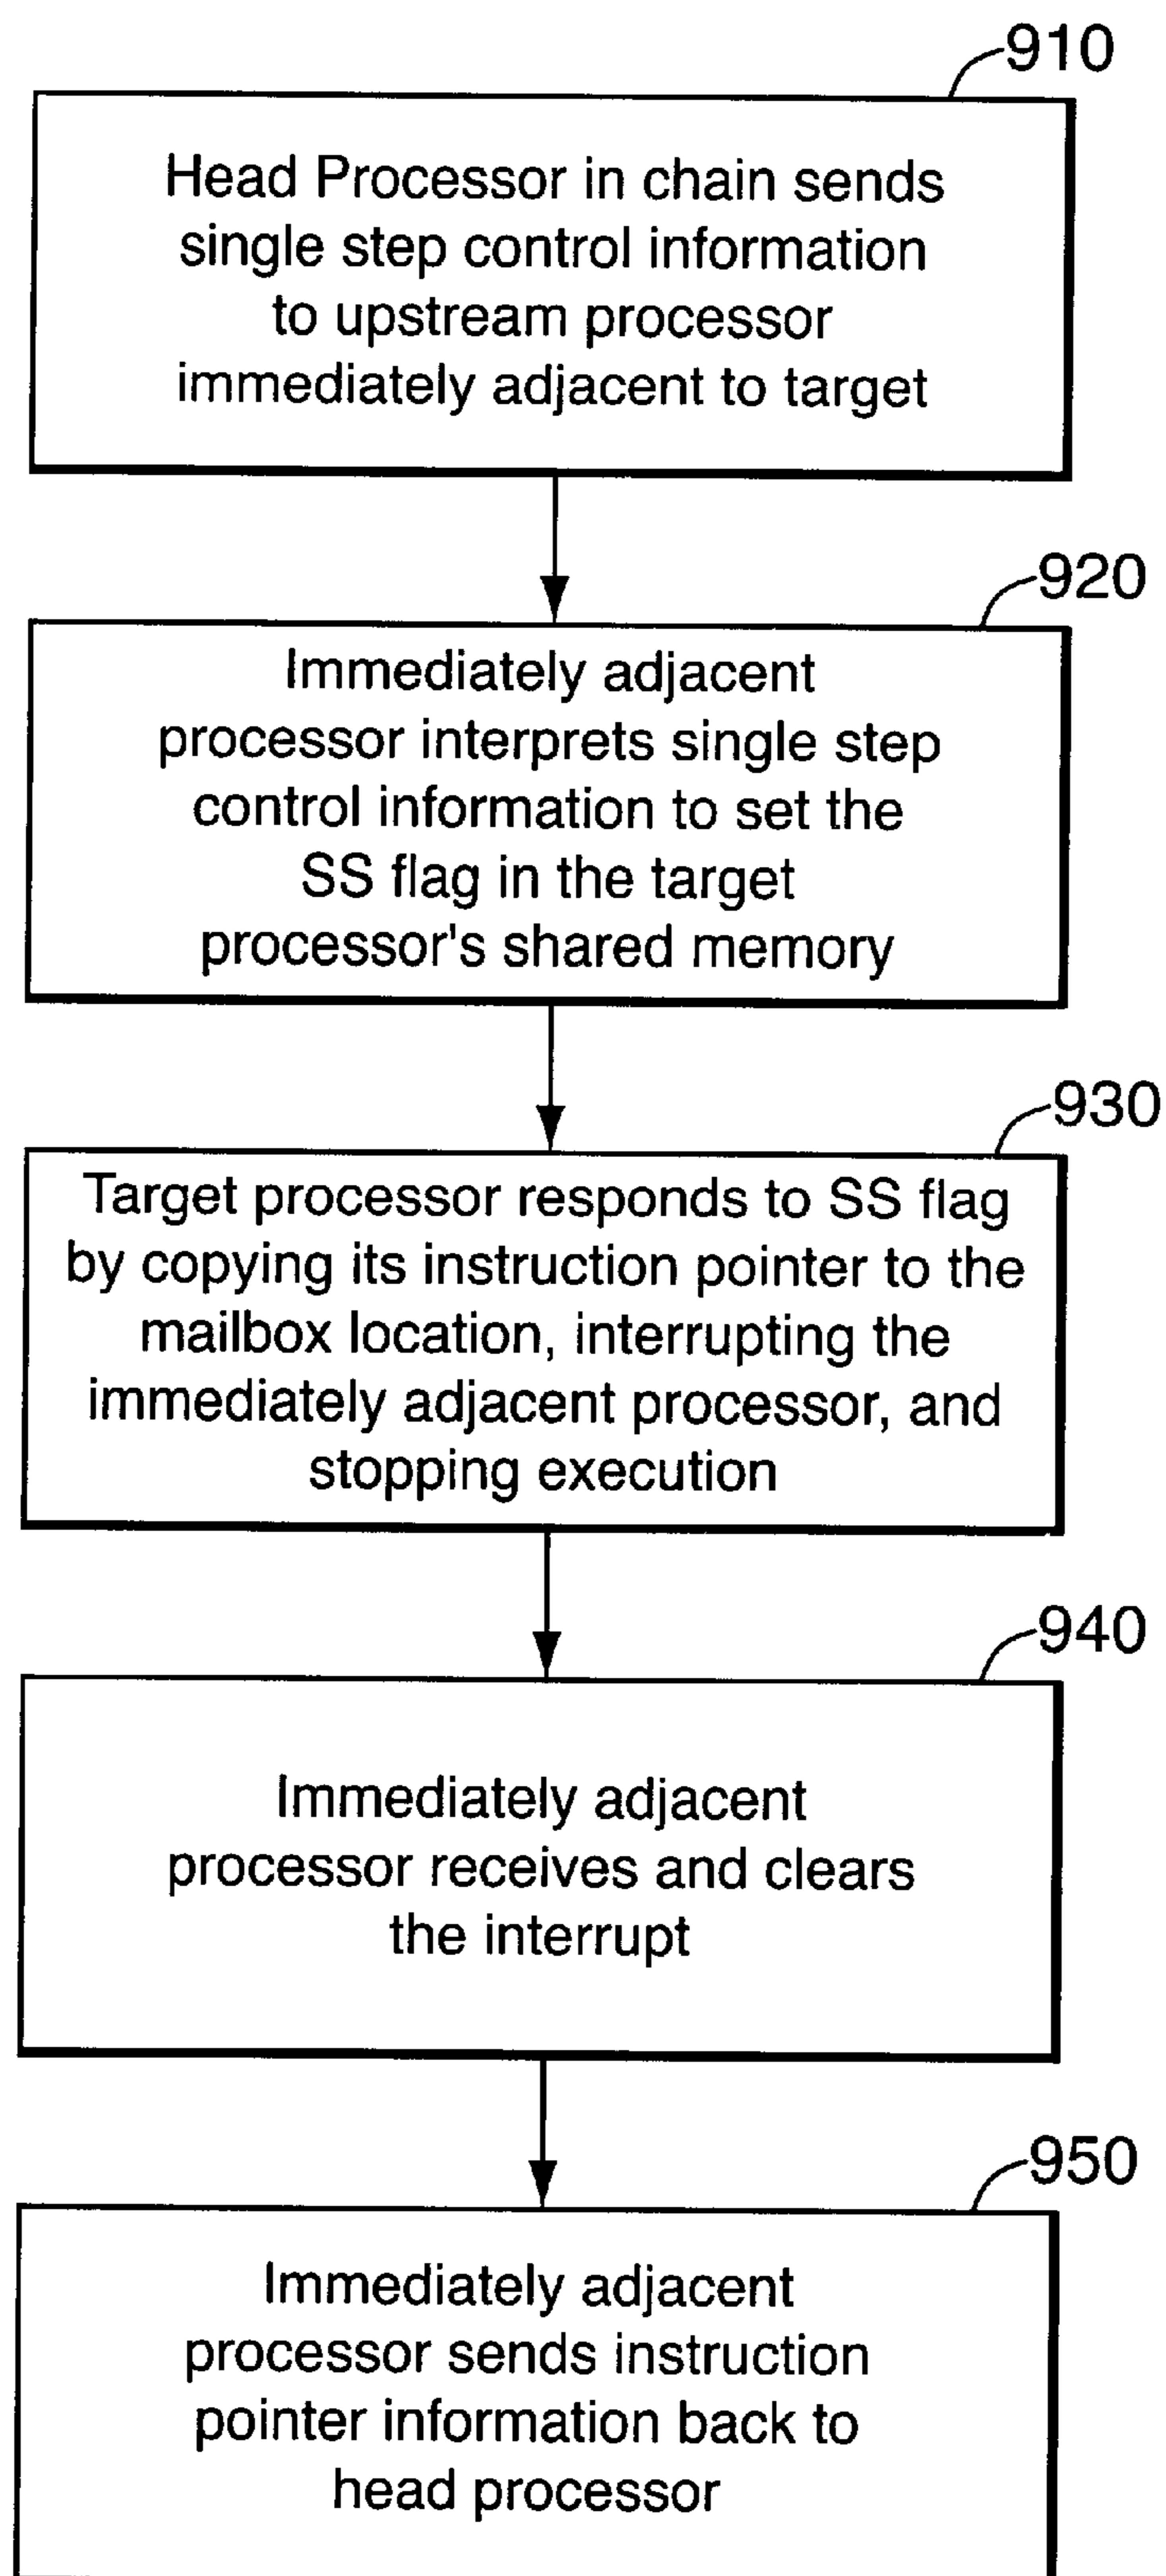 910
Head Processor in chain sends
single step control information
to upstream processor
immediately adjacent to target
920
Immediately adjacent
processor interprets single step
control information to set the
SS flag in the target
processor's shared memory
930
Target processor responds to SS flag
by copying its instruction pointer to the
mailbox location, interrupting the
immediately adjacent processor, and
stopping execution
940
Immediately adjacent
processor receives and clears
the interrupt
950
Immediately adjacent
processor sends instruction
pointer information back to
head processor